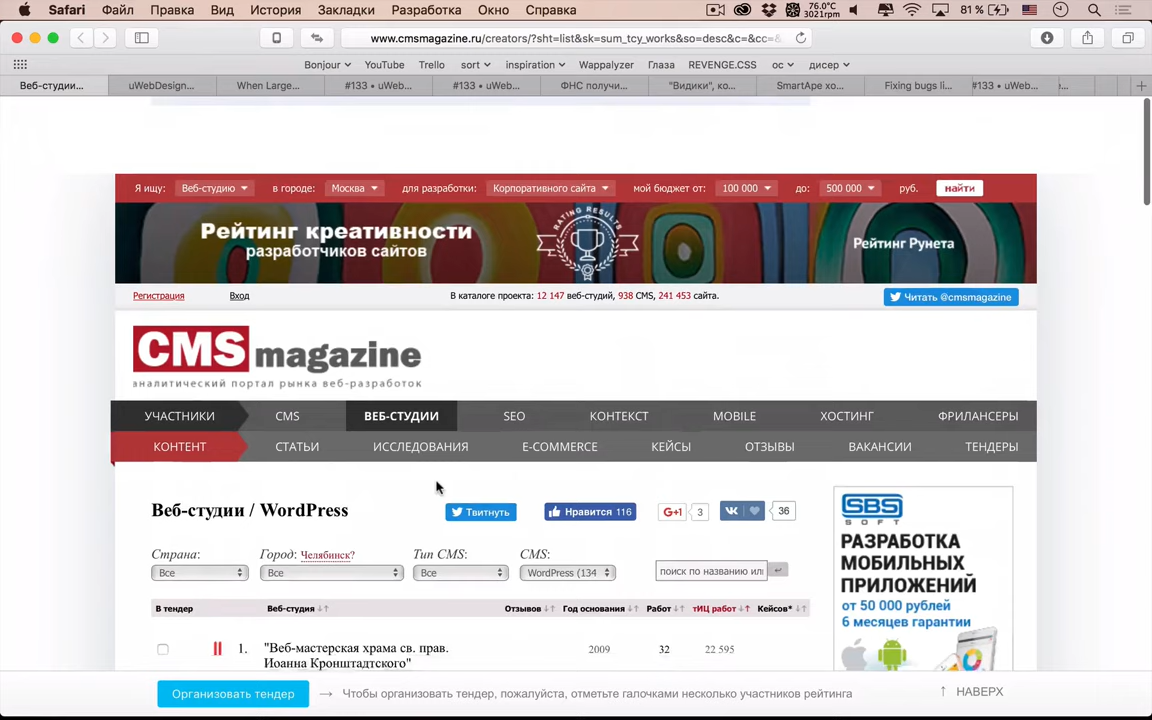 Safari Файл Правка Вид История Закладки Разработка Окно Справка 76.0°C 3021rpm 81 %
www.cmsmagazine.ru/creators/?sht=list&sk=sum_tcy_works&so=desc&c=&cc=&
Bonjour YouTube Trello sort inspiration Wappalyzer Глаза REVENGE.CSS ос дисер
Веб-студии... uWebDesign... When Large... #133 • uWeb... #133 • uWeb... ФНС получи... "Видики", ко... SmartApe хо... Fixing bugs li... #133 • uWeb...
Я ищу: Веб-студию в городе: Москва для разработки: Корпоративного сайта мой бюджет от: 100 000 до: 500 000 руб. найти
Рейтинг креативности
разработчиков сайтов
RATING RESULTS
Рейтинг Рунета
Регистрация Вход В каталоге проекта: 12 147 веб-студий, 938 CMS, 241 453 сайта. Читать @cmsmagazine
CMS magazine
аналитический портал рынка веб-разработок
УЧАСТНИКИ CMS ВЕБ-СТУДИИ SEO КОНТЕКСТ MOBILE ХОСТИНГ ФРИЛАНСЕРЫ
КОНТЕНТ СТАТЬИ ИССЛЕДОВАНИЯ E-COMMERCE КЕЙСЫ ОТЗЫВЫ ВАКАНСИИ ТЕНДЕРЫ
Веб-студии / WordPress Твитнуть Нравится 116 G+1 3 36
Страна: Город: Челябинск? Тип CMS: CMS:
Все Все Все WordPress (134 поиск по названию или
В тендер Веб-студия Отзывов Год основания Работ тИЦ работ Кейсов*
1. "Веб-мастерская храма св. прав. 2009 32 22 595
Иоанна Кронштадтского"
SBS
SOFT
РАЗРАБОТКА
МОБИЛЬНЫХ
ПРИЛОЖЕНИЙ
от 50 000 рублей
6 месяцев гарантии
Организовать тендер → Чтобы организовать тендер, пожалуйста, отметьте галочками несколько участников рейтинга ↑ НАВЕРХ